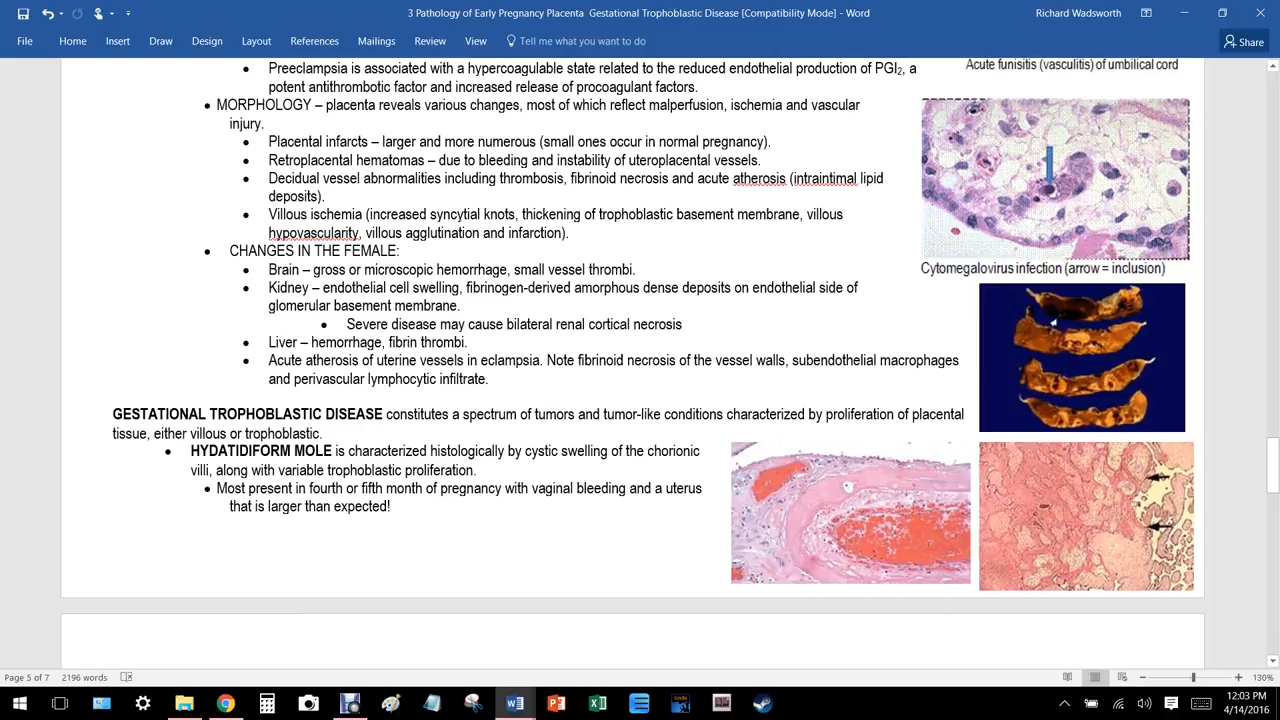 3 Pathology of Early Pregnancy Placenta  Gestational Trophoblastic Disease [Compatibility Mode] - Word
Richard Wadsworth
File
Home
Insert
Draw
Design
Layout
References
Mailings
Review
View
Tell me what you want to do
Share
• Preeclampsia is associated with a hypercoagulable state related to the reduced endothelial production of PGI₂, a
potent antithrombotic factor and increased release of procoagulant factors.
• MORPHOLOGY – placenta reveals various changes, most of which reflect malperfusion, ischemia and vascular
injury.
• Placental infarcts – larger and more numerous (small ones occur in normal pregnancy).
• Retroplacental hematomas – due to bleeding and instability of uteroplacental vessels.
• Decidual vessel abnormalities including thrombosis, fibrinoid necrosis and acute atherosis (intraintimal lipid
deposits).
• Villous ischemia (increased syncytial knots, thickening of trophoblastic basement membrane, villous
hypovascularity, villous agglutination and infarction).
• CHANGES IN THE FEMALE:
• Brain – gross or microscopic hemorrhage, small vessel thrombi.
• Kidney – endothelial cell swelling, fibrinogen-derived amorphous dense deposits on endothelial side of
glomerular basement membrane.
• Severe disease may cause bilateral renal cortical necrosis
• Liver – hemorrhage, fibrin thrombi.
• Acute atherosis of uterine vessels in eclampsia. Note fibrinoid necrosis of the vessel walls, subendothelial macrophages
and perivascular lymphocytic infiltrate.
GESTATIONAL TROPHOBLASTIC DISEASE constitutes a spectrum of tumors and tumor-like conditions characterized by proliferation of placental
tissue, either villous or trophoblastic.
• HYDATIDIFORM MOLE is characterized histologically by cystic swelling of the chorionic
villi, along with variable trophoblastic proliferation.
• Most present in fourth or fifth month of pregnancy with vaginal bleeding and a uterus
that is larger than expected!
Acute funisitis (vasculitis) of umbilical cord
Cytomegalovirus infection (arrow = inclusion)
Page 5 of 7
2196 words
130%
12:03 PM
4/14/2016